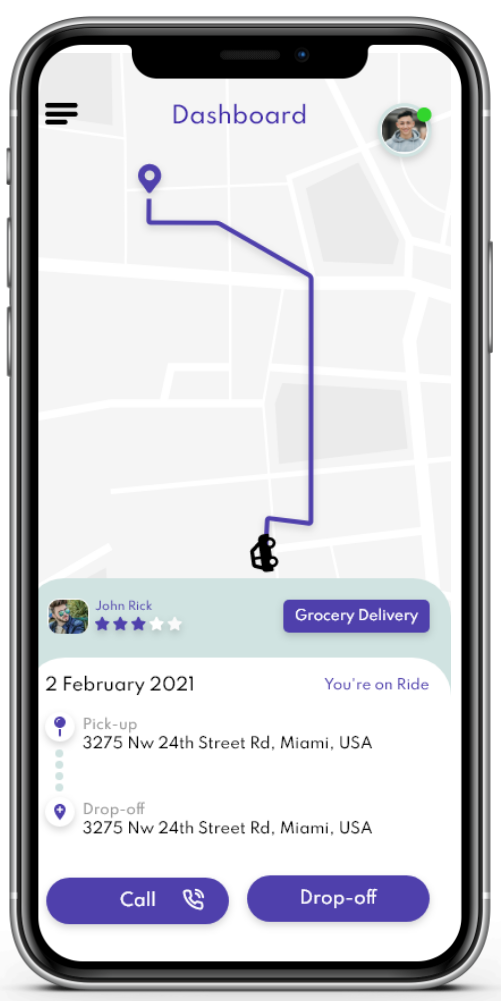 Dashboard
John Rick
Grocery Delivery
2 February 2021
You're on Ride
Pick-up
3275 Nw 24th Street Rd, Miami, USA
Drop-off
3275 Nw 24th Street Rd, Miami, USA
Call
Drop-off